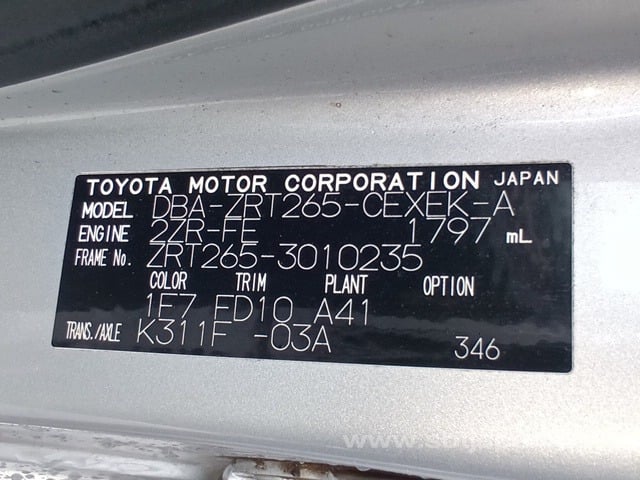 TOYOTA MOTOR CORPORATION JAPAN
MODEL DBA-ZRT265-CEXEK-A
ENGINE 2ZR-FE 1797 mL
FRAME No. ZRT265-3010235
COLOR TRIM PLANT OPTION
1F7 FD10 A41
TRANS./AXLE K311F -03A
346